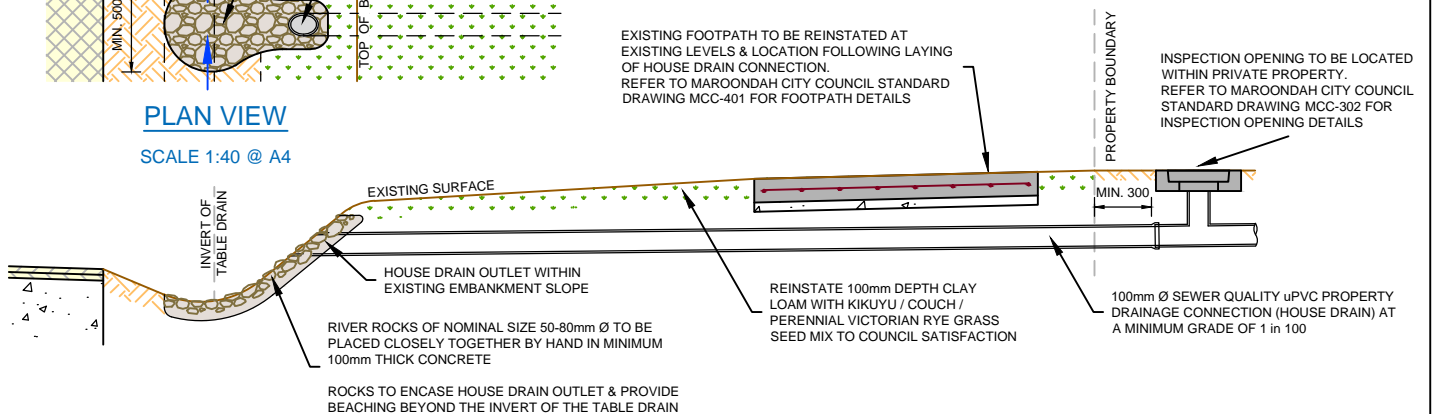 MIN. 500
TOP OF B
PLAN VIEW
SCALE 1:40 @ A4
EXISTING FOOTPATH TO BE REINSTATED AT
EXISTING LEVELS & LOCATION FOLLOWING LAYING
OF HOUSE DRAIN CONNECTION.
REFER TO MAROONDAH CITY COUNCIL STANDARD
DRAWING MCC-401 FOR FOOTPATH DETAILS
PROPERTY BOUNDARY
INSPECTION OPENING TO BE LOCATED
WITHIN PRIVATE PROPERTY.
REFER TO MAROONDAH CITY COUNCIL
STANDARD DRAWING MCC-302 FOR
INSPECTION OPENING DETAILS
INVERT OF
TABLE DRAIN
EXISTING SURFACE
MIN. 300
HOUSE DRAIN OUTLET WITHIN
EXISTING EMBANKMENT SLOPE
RIVER ROCKS OF NOMINAL SIZE 50-80mm Ø TO BE
PLACED CLOSELY TOGETHER BY HAND IN MINIMUM
100mm THICK CONCRETE
ROCKS TO ENCASE HOUSE DRAIN OUTLET & PROVIDE
BEACHING BEYOND THE INVERT OF THE TABLE DRAIN
REINSTATE 100mm DEPTH CLAY
LOAM WITH KIKUYU / COUCH /
PERENNIAL VICTORIAN RYE GRASS
SEED MIX TO COUNCIL SATISFACTION
100mm Ø SEWER QUALITY uPVC PROPERTY
DRAINAGE CONNECTION (HOUSE DRAIN) AT
A MINIMUM GRADE OF 1 in 100